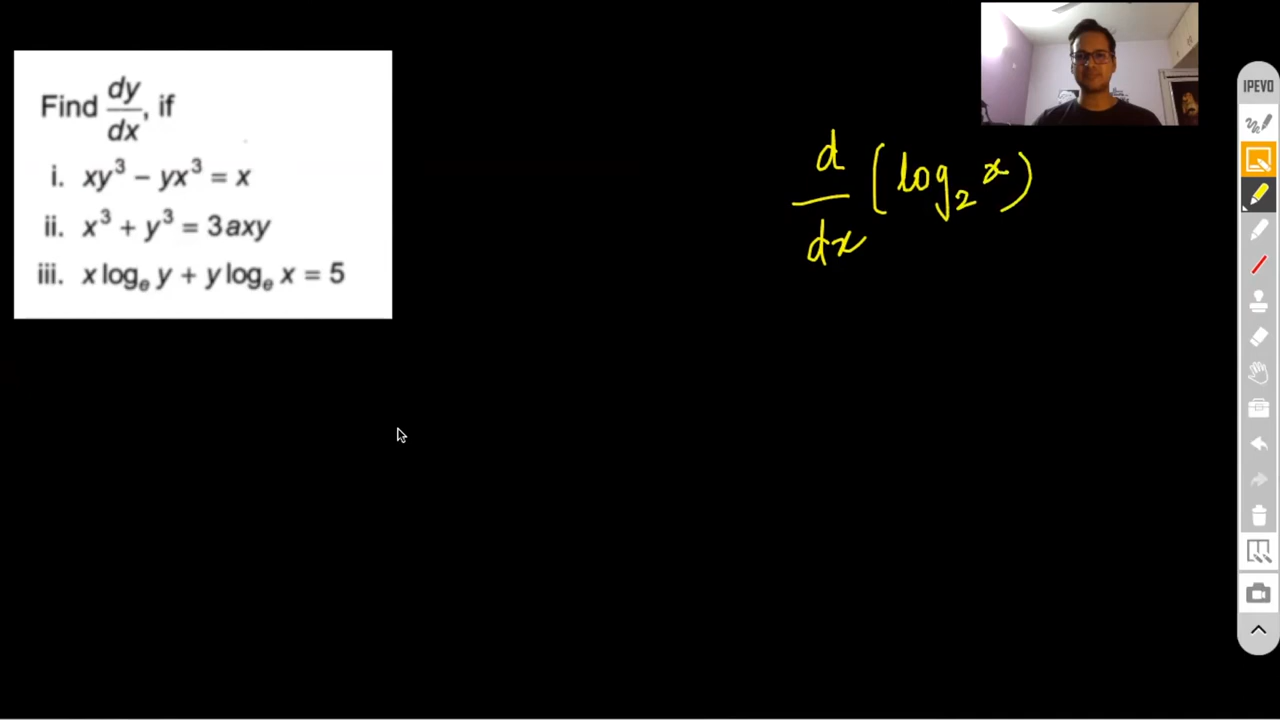 Find dy/dx, if
i. xy³ − yx³ = x
ii. x³ + y³ = 3axy
iii. x logₑ y + y logₑ x = 5
d/dx (log₂ x)
IPEVO